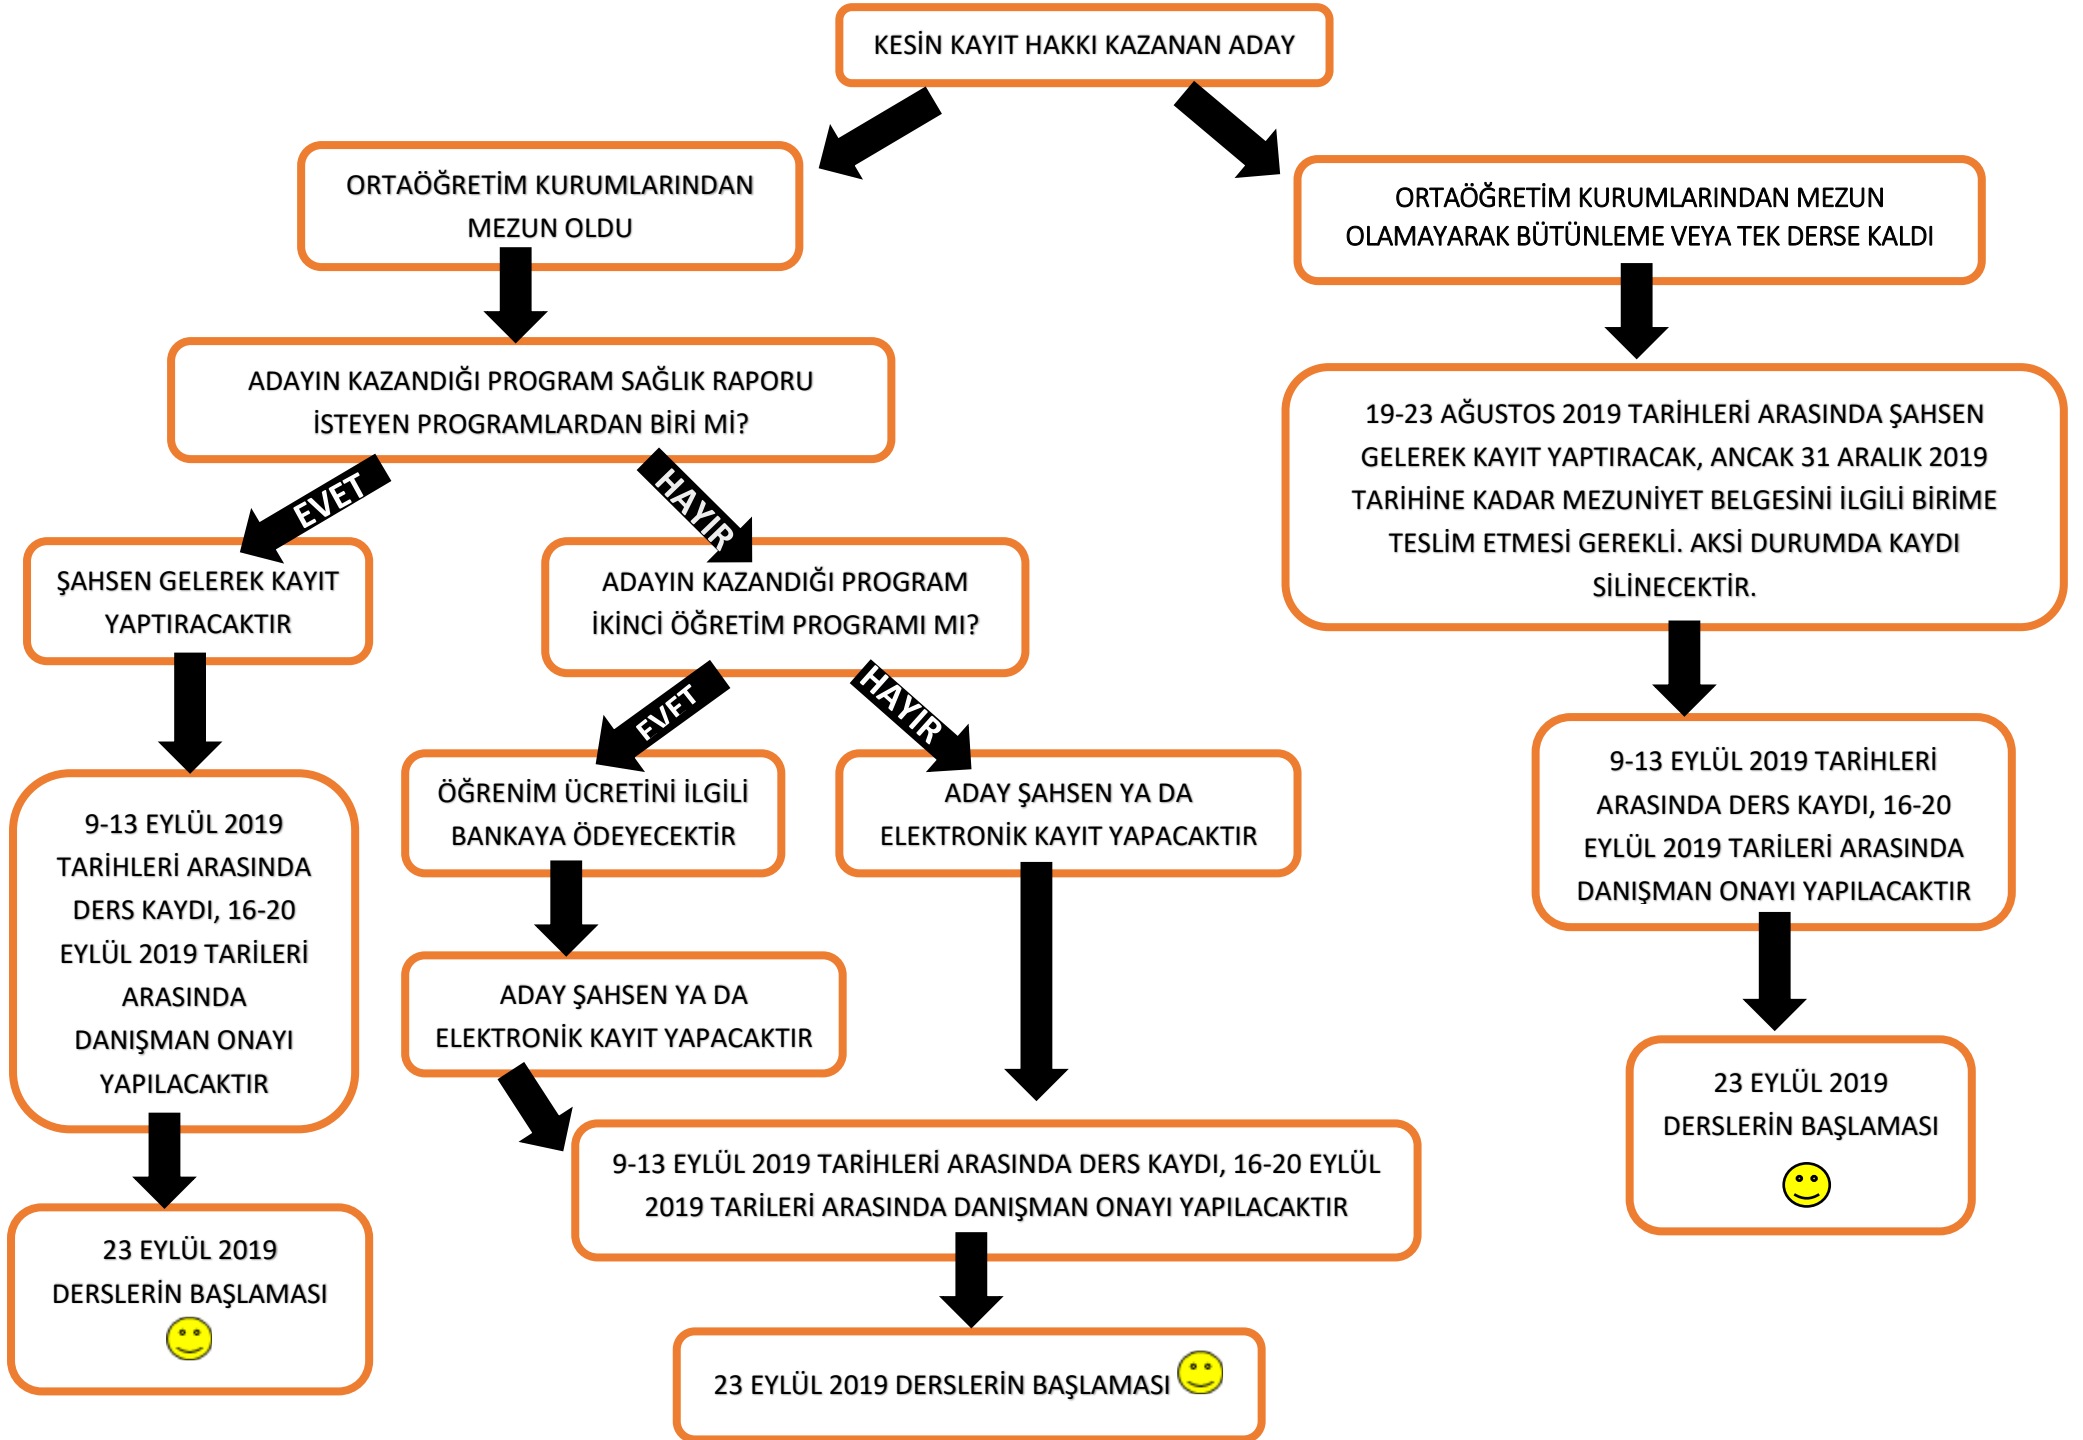 KESİN KAYIT HAKKI KAZANAN ADAY
ORTAÖĞRETİM KURUMLARINDAN
MEZUN OLDU
ORTAÖĞRETİM KURUMLARINDAN MEZUN
OLAMAYARAK BÜTÜNLEME VEYA TEK DERSE KALDI
ADAYIN KAZANDIĞI PROGRAM SAĞLIK RAPORU
İSTEYEN PROGRAMLARDAN BİRİ Mİ?
19-23 AĞUSTOS 2019 TARİHLERİ ARASINDA ŞAHSEN
GELEREK KAYIT YAPTIRACAK, ANCAK 31 ARALIK 2019
TARİHİNE KADAR MEZUNİYET BELGESİNİ İLGİLİ BİRİME
TESLİM ETMESİ GEREKLİ. AKSİ DURUMDA KAYDI
SİLİNECEKTİR.
EVET
HAYIR
ŞAHSEN GELEREK KAYIT
YAPTIRACAKTIR
ADAYIN KAZANDIĞI PROGRAM
İKİNCİ ÖĞRETİM PROGRAMI MI?
EVET
HAYIR
ÖĞRENİM ÜCRETİNİ İLGİLİ
BANKAYA ÖDEYECEKTİR
ADAY ŞAHSEN YA DA
ELEKTRONİK KAYIT YAPACAKTIR
9-13 EYLÜL 2019 TARİHLERİ
ARASINDA DERS KAYDI, 16-20
EYLÜL 2019 TARİLERİ ARASINDA
DANIŞMAN ONAYI YAPILACAKTIR
9-13 EYLÜL 2019
TARİHLERİ ARASINDA
DERS KAYDI, 16-20
EYLÜL 2019 TARİLERİ
ARASINDA
DANIŞMAN ONAYI
YAPILACAKTIR
ADAY ŞAHSEN YA DA
ELEKTRONİK KAYIT YAPACAKTIR
23 EYLÜL 2019
DERSLERİN BAŞLAMASI
9-13 EYLÜL 2019 TARİHLERİ ARASINDA DERS KAYDI, 16-20 EYLÜL
2019 TARİLERİ ARASINDA DANIŞMAN ONAYI YAPILACAKTIR
23 EYLÜL 2019
DERSLERİN BAŞLAMASI
23 EYLÜL 2019 DERSLERİN BAŞLAMASI